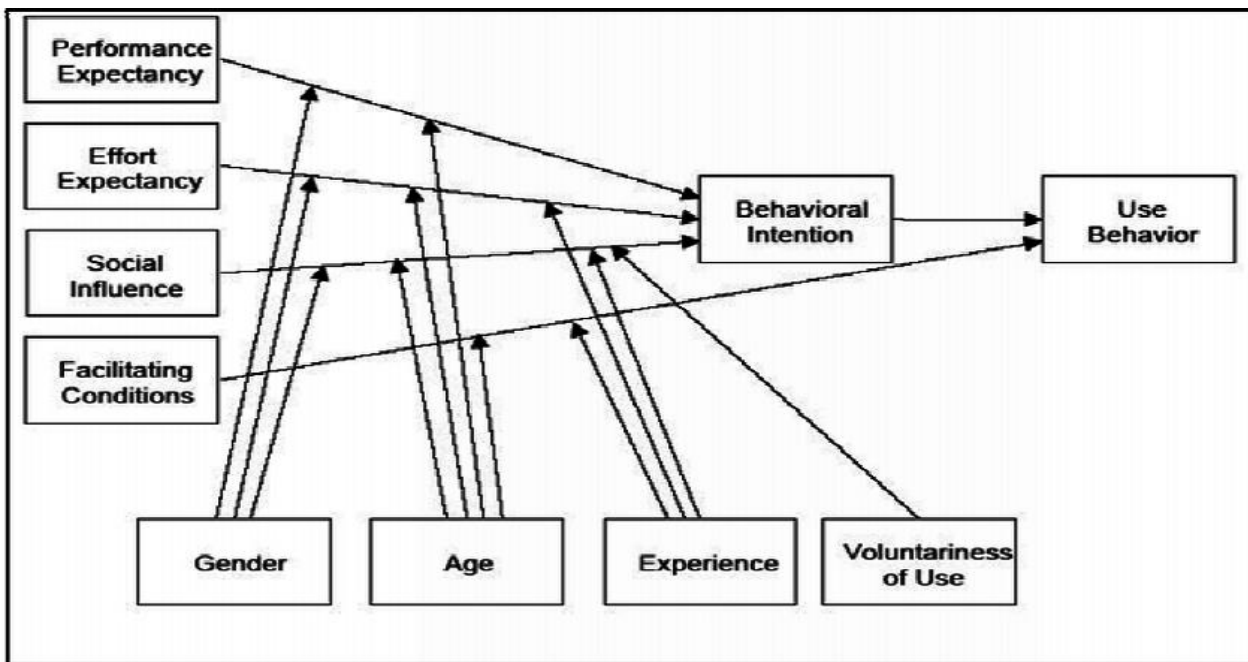 Performance
Expectancy
Effort
Expectancy
Social
Influence
Facilitating
Conditions
Behavioral
Intention
Use
Behavior
Gender
Age
Experience
Voluntariness
of Use